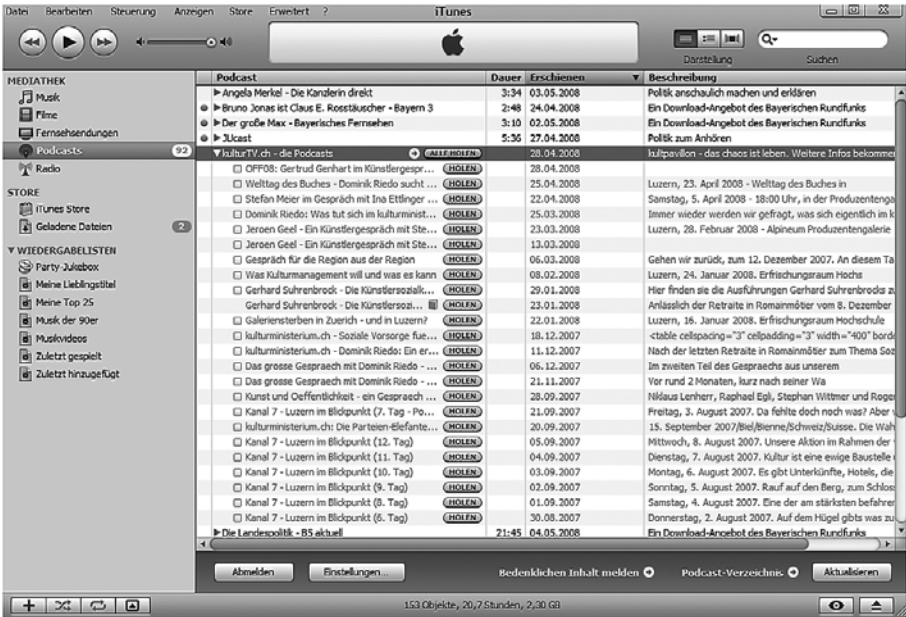 Datei Bearbeiten Steuerung Anzeigen Store Erweitert ? iTunes
Darstellung Suchen
MEDIATHEK
Musik
Filme
Fernsehsendungen
Podcasts 92
Radio
STORE
iTunes Store
Geladene Dateien 2
WIEDERGABELISTEN
Party-Jukebox
Meine Lieblingstitel
Meine Top 25
Musik der 90er
Musikvideos
Zuletzt gespielt
Zuletzt hinzugefügt
Podcast Dauer Erschienen Beschreibung
Angela Merkel - Die Kanzlerin direkt 3:34 03.05.2008 Politik anschaulich machen und erklären
Bruno Jonas ist Claus E. Rosstäuscher - Bayern 3 2:48 24.04.2008 Ein Download-Angebot des Bayerischen Rundfunks
Der große Max - Bayerisches Fernsehen 3:10 02.05.2008 Ein Download-Angebot des Bayerischen Rundfunks
JUcast 5:36 27.04.2008 Politik zum Anhören
kulturTV.ch - die Podcasts ALLE HOLEN 28.04.2008 kultpavillon - das chaos ist leben. Weitere Infos bekommen
OFF08: Gertrud Genhart im Künstlergespr... HOLEN 28.04.2008
Welttag des Buches - Dominik Riedo sucht ... HOLEN 25.04.2008 Luzern, 23. April 2008 - Welttag des Buches in
Stefan Meier im Gespräch mit Ina Ettlinger ... HOLEN 22.04.2008 Samstag, 5. April 2008 - 18:00 Uhr, in der Produzentenga
Dominik Riedo: Was tut sich im kulturminist... HOLEN 25.03.2008 Immer wieder werden wir gefragt, was sich eigentlich im k
Jeroen Geel - Ein Künstlergespräch mit Ste... HOLEN 23.03.2008 Luzern, 28. Februar 2008 - Alpineum Produzentengalerie
Jeroen Geel - Ein Künstlergespräch mit Ste... HOLEN 13.03.2008
Gespräch für die Region aus der Region HOLEN 06.03.2008 Gehen wir zurück, zum 12. Dezember 2007. An diesem Ta
Was Kulturmanagement will und was es kann HOLEN 08.02.2008 Luzern, 24. Januar 2008. Erfrischungsraum Hochs
Gerhard Suhrenbrock - Die Künstlersozialk... HOLEN 29.01.2008 Hier finden sie die Ausführungen Gerhard Suhrenbrocks zu
Gerhard Suhrenbrock - Die Künstlersozi... HOLEN 23.01.2008 Anlässlich der Retraite in Romainmôtier vom 8. Dezember
Galeriensterben in Zuerich - und in Luzern? HOLEN 22.01.2008 Luzern, 16. Januar 2008. Erfrischungsraum Hochschule
kulturministerium.ch - Soziale Vorsorge fue... HOLEN 18.12.2007 <table cellspacing="3" cellpadding="3" width="400" borde
kulturministerium.ch - Dominik Riedo: Ein er... HOLEN 11.12.2007 Nach der letzten Retraite in Romainmôtier zum Thema Soz
Das grosse Gespraech mit Dominik Riedo - ... HOLEN 06.12.2007 Im zweiten Teil des Gespraechs aus unserem
Das grosse Gespraech mit Dominik Riedo - ... HOLEN 21.11.2007 Vor rund 2 Monaten, kurz nach seiner Wa
Kunst und Oeffentlichkeit - ein Gespraech ... HOLEN 28.09.2007 Niklaus Lenherr, Raphael Egli, Stephan Wittmer und Roger
Kanal 7 - Luzern im Blickpunkt (7. Tag - Po... HOLEN 21.09.2007 Freitag, 3. August 2007. Da fehlte doch noch was? Aber
kulturministerium.ch: Die Parteien-Elefante... HOLEN 20.09.2007 15. September 2007/Biel/Bienne/Schweiz/Suisse. Die Wah
Kanal 7 - Luzern im Blickpunkt (12. Tag) HOLEN 05.09.2007 Mittwoch, 8. August 2007. Unsere Aktion im Rahmen der
Kanal 7 - Luzern im Blickpunkt (11. Tag) HOLEN 04.09.2007 Dienstag, 7. August 2007. Kultur ist eine ewige Baustelle
Kanal 7 - Luzern im Blickpunkt (10. Tag) HOLEN 03.09.2007 Montag, 6. August 2007. Es gibt Unterkünfte, Hotels, die
Kanal 7 - Luzern im Blickpunkt (9. Tag) HOLEN 02.09.2007 Sonntag, 5. August 2007. Rauf auf den Berg, zum Schloss
Kanal 7 - Luzern im Blickpunkt (8. Tag) HOLEN 01.09.2007 Samstag, 4. August 2007. Eine der am stärksten befahren
Kanal 7 - Luzern im Blickpunkt (6. Tag) HOLEN 30.08.2007 Donnerstag, 2. August 2007. Auf dem Hügel gibts was zu
Die Landespolitik - B5 aktuell 21:45 04.05.2008 Ein Download-Angebot des Bayerischen Rundfunks
Abmelden Einstellungen... Bedenklichen Inhalt melden Podcast-Verzeichnis Aktualisieren
153 Objekte, 20,7 Stunden, 2,30 GB